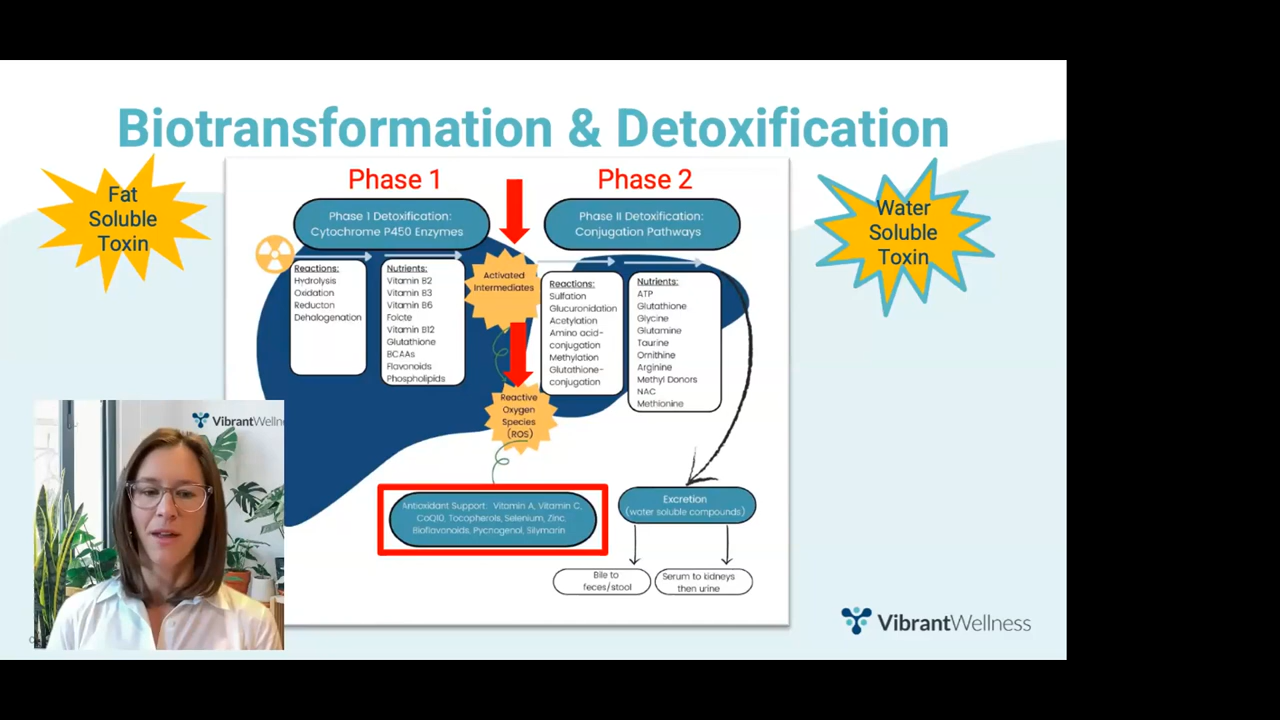 Biotransformation & Detoxification
Fat
Soluble
Toxin
Phase 1
Phase 2
Water
Soluble
Toxin
Phase 1 Detoxification:
Cytochrome P450 Enzymes
Phase II Detoxification:
Conjugation Pathways
Reactions:
Hydrolysis
Oxidation
Reducton
Dehalogenation
Nutrients:
Vitamin B2
Vitamin B3
Vitamin B6
Folcte
Vitamin B12
Glutathione
BCAAs
Flavonoids
Phospholipids
Activated
Intermediates
Reactions:
Sulfation
Glucuronidation
Acetylation
Amino acid-
conjugation
Methylation
Glutathione-
conjugation
Nutrients:
ATP
Glutathione
Glycine
Glutamine
Taurine
Ornithine
Arginine
Methyl Donors
NAC
Methionine
Reactive
Oxygen
Species
(ROS)
Antioxidant Support: Vitamin A, Vitamin C,
CoQ10, Tocopherols, Selenium, Zinc,
Bioflavonoids, Pycnogenol, Silymarin
Excretion
(water soluble compounds)
Bile to
feces/stool
Serum to kidneys
then urine
VibrantWellne
VibrantWellness